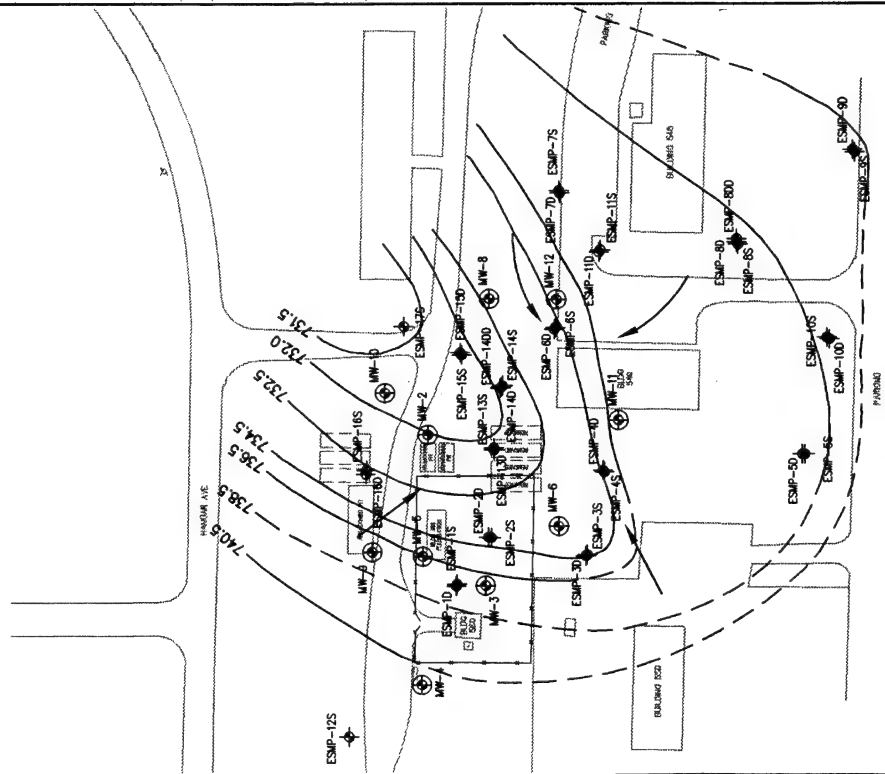 PARKING
ESMP-9D
ESMP-9S
BUILDING 548
ESMP-7S
ESMP-7D
ESMP-8DD
ESMP-8D
ESMP-8S
ESMP-11S
ESMP-11D
MW-12
MW-8
ESMP-6D
ESMP-6S
731.5
732.0
732.5
734.5
736.5
738.5
740.5
ESMP-17S
ESMP-15D
ESMP-15S
ESMP-14DD
ESMP-14S
ESMP-14D
MW-10
MW-2
ESMP-13S
ESMP-13D
ESMP-16S
ESMP-16D
ESMP-10S
ESMP-10D
PARKING
MW-11
BLDG
ESMP-4D
ESMP-4S
ESMP-5D
ESMP-5S
HANGAR AVE
MW-9
MW-6
ESMP-2D
ESMP-2S
ESMP-1S
ESMP-1D
ESMP-3S
ESMP-3D
MW-3
BLDG
MW-4
ESMP-12S
BUILDING 550